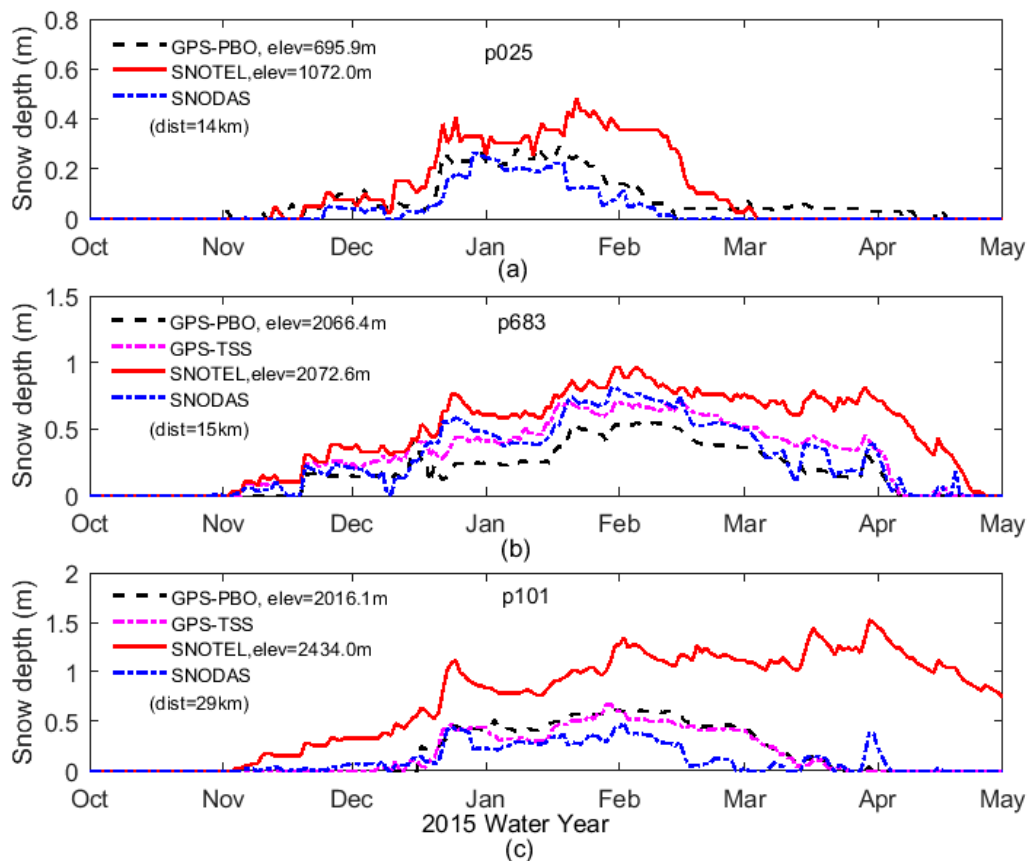 0.8
p025
GPS-PBO, elev=695.9m
SNOTEL,elev=1072.0m
SNODAS
(dist=14km)
0.6
0.4
0.2
0
Snow depth (m)
Oct Nov Dec Jan Feb Mar Apr May
(a)
1.5
p683
GPS-PBO, elev=2066.4m
GPS-TSS
SNOTEL,elev=2072.6m
SNODAS
(dist=15km)
1
0.5
0
Snow depth (m)
Oct Nov Dec Jan Feb Mar Apr May
(b)
2
p101
GPS-PBO, elev=2016.1m
GPS-TSS
SNOTEL,elev=2434.0m
SNODAS
(dist=29km)
1.5
1
0.5
0
Snow depth (m)
Oct Nov Dec Jan Feb Mar Apr May
2015 Water Year
(c)